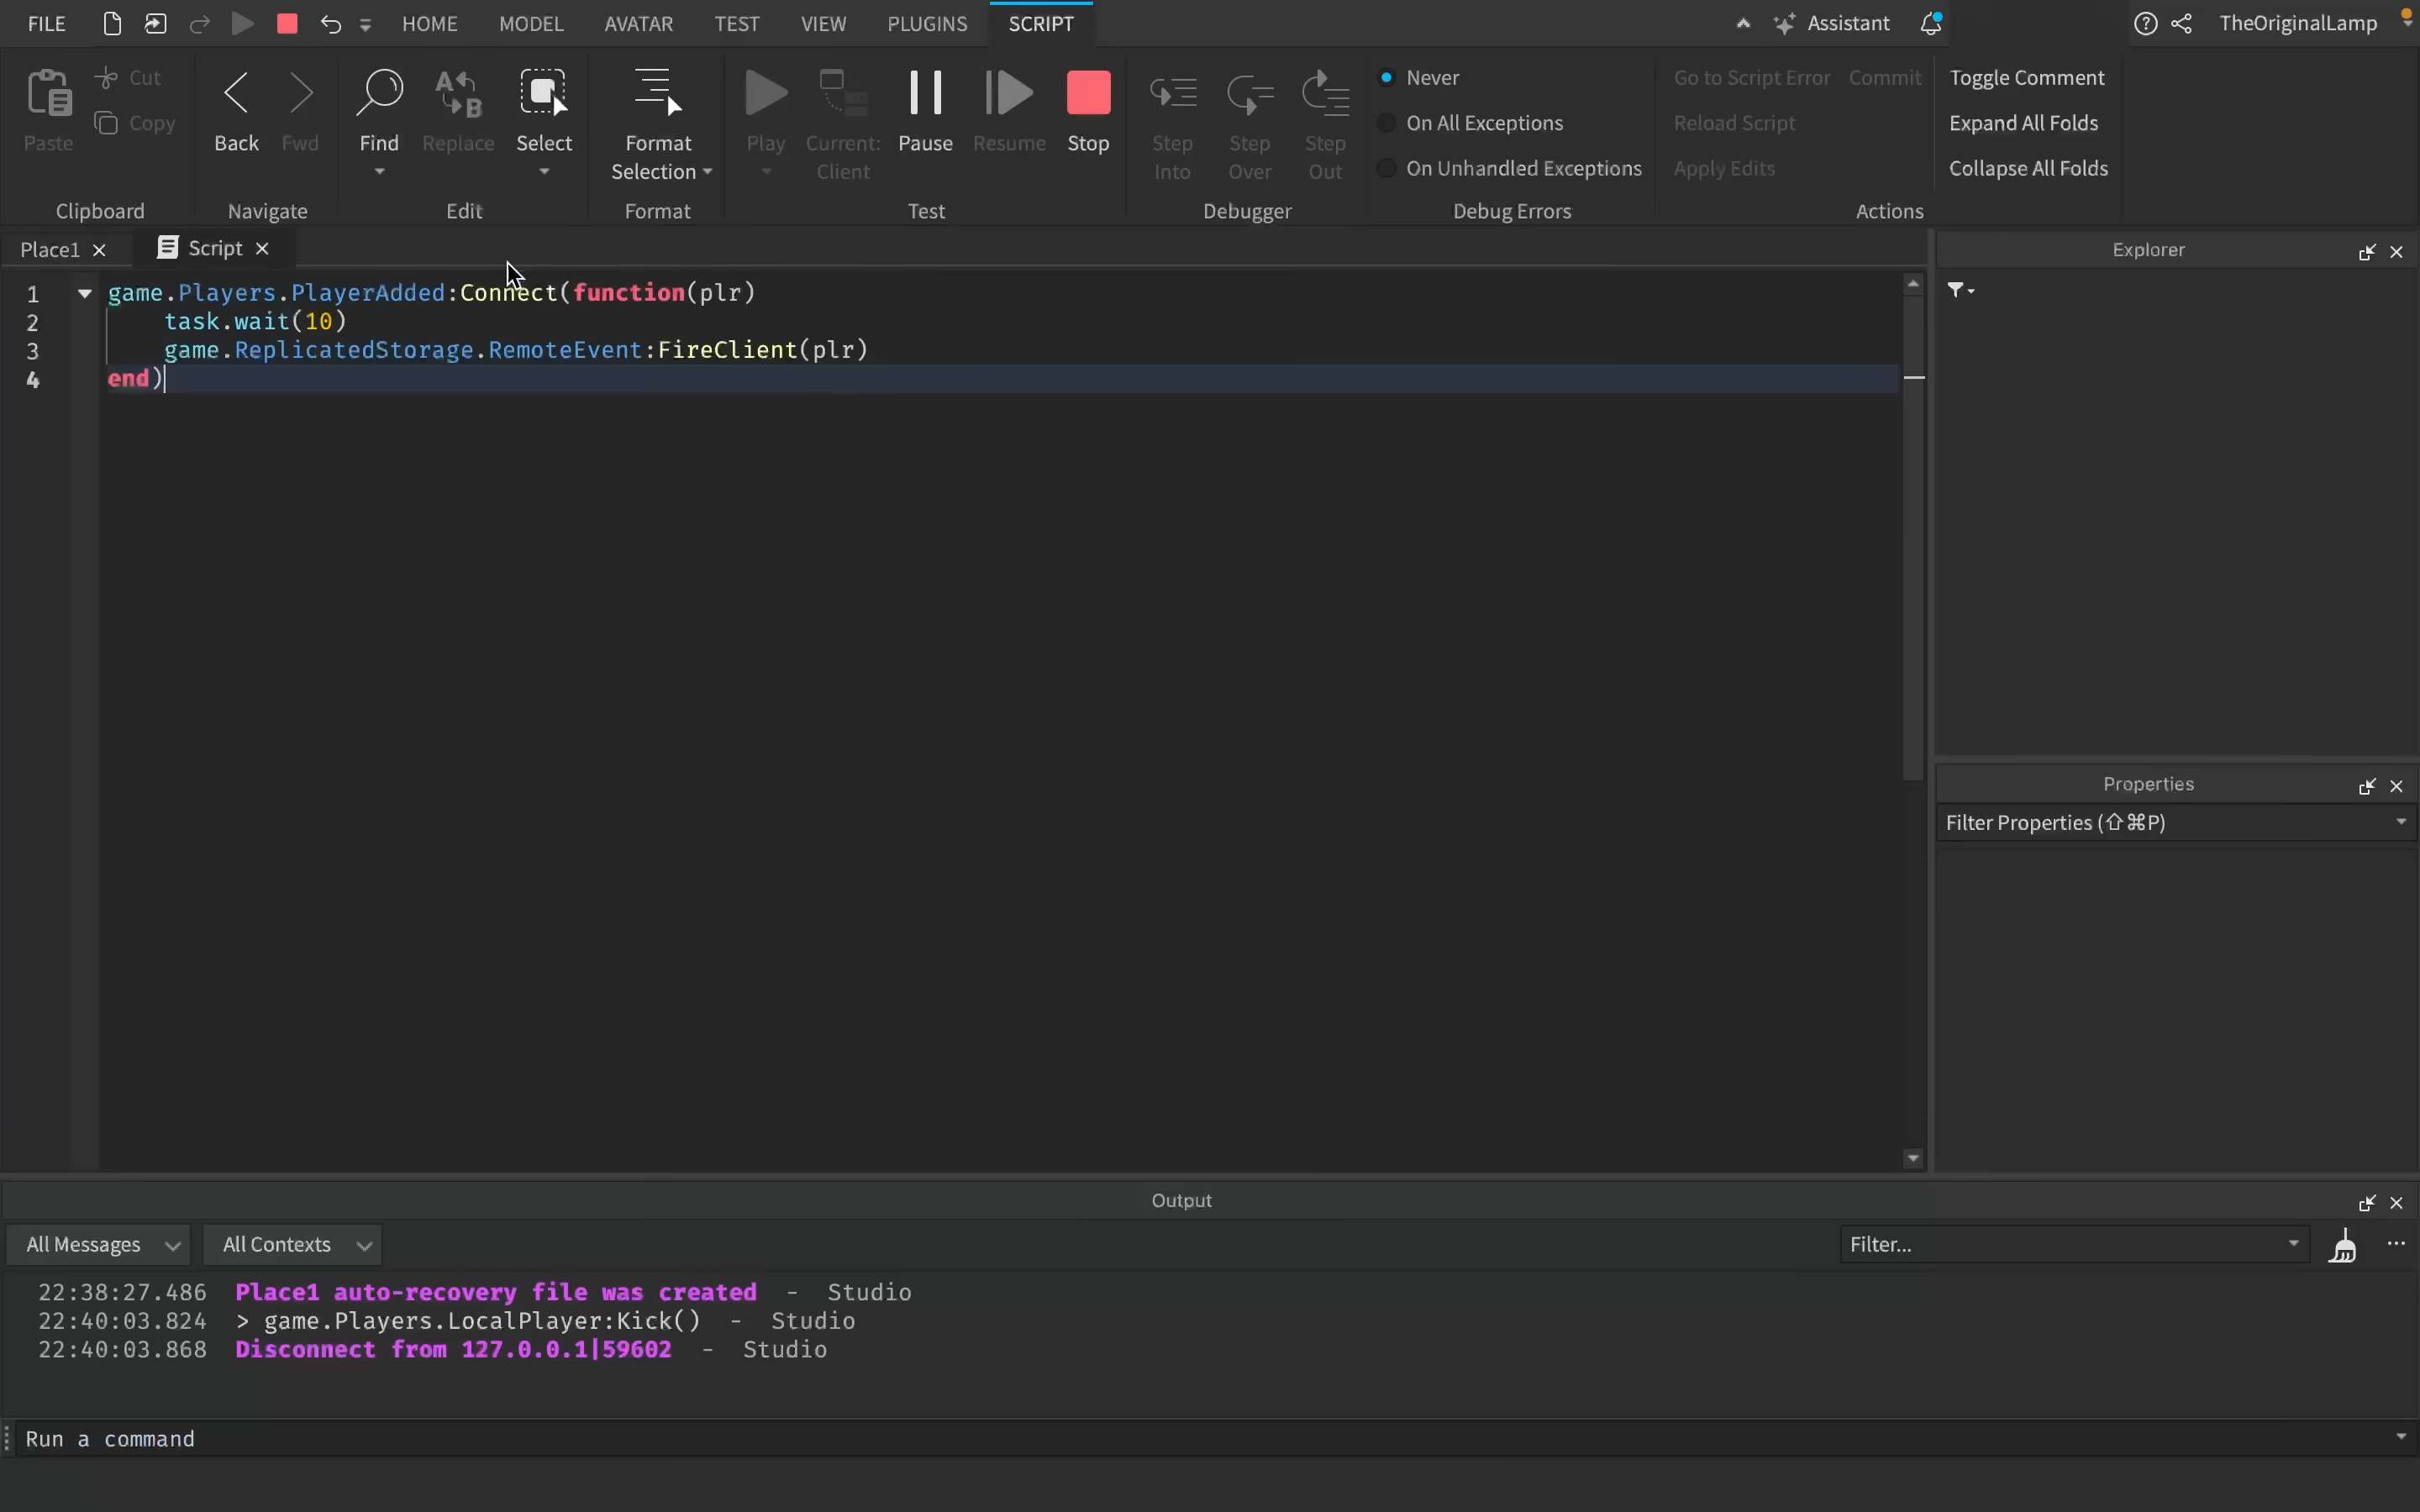 FILE HOME MODEL AVATAR TEST VIEW PLUGINS SCRIPT Assistant TheOriginalLamp
Paste Cut Copy
Clipboard
Back Fwd
Navigate
Find Replace Select
Edit
Format Selection
Format
Play Current: Client Pause Resume Stop
Test
Step Into Step Over Step Out
Debugger
Never
On All Exceptions
On Unhandled Exceptions
Debug Errors
Go to Script Error Commit
Reload Script
Apply Edits
Toggle Comment
Expand All Folds
Collapse All Folds
Actions
Place1 Script
1 game.Players.PlayerAdded:Connect(function(plr)
2 task.wait(10)
3 game.ReplicatedStorage.RemoteEvent:FireClient(plr)
4 end)
Explorer
Properties
Filter Properties (⇧⌘P)
Output
All Messages All Contexts Filter...
22:38:27.486 Place1 auto-recovery file was created - Studio
22:40:03.824 > game.Players.LocalPlayer:Kick() - Studio
22:40:03.868 Disconnect from 127.0.0.1|59602 - Studio
Run a command